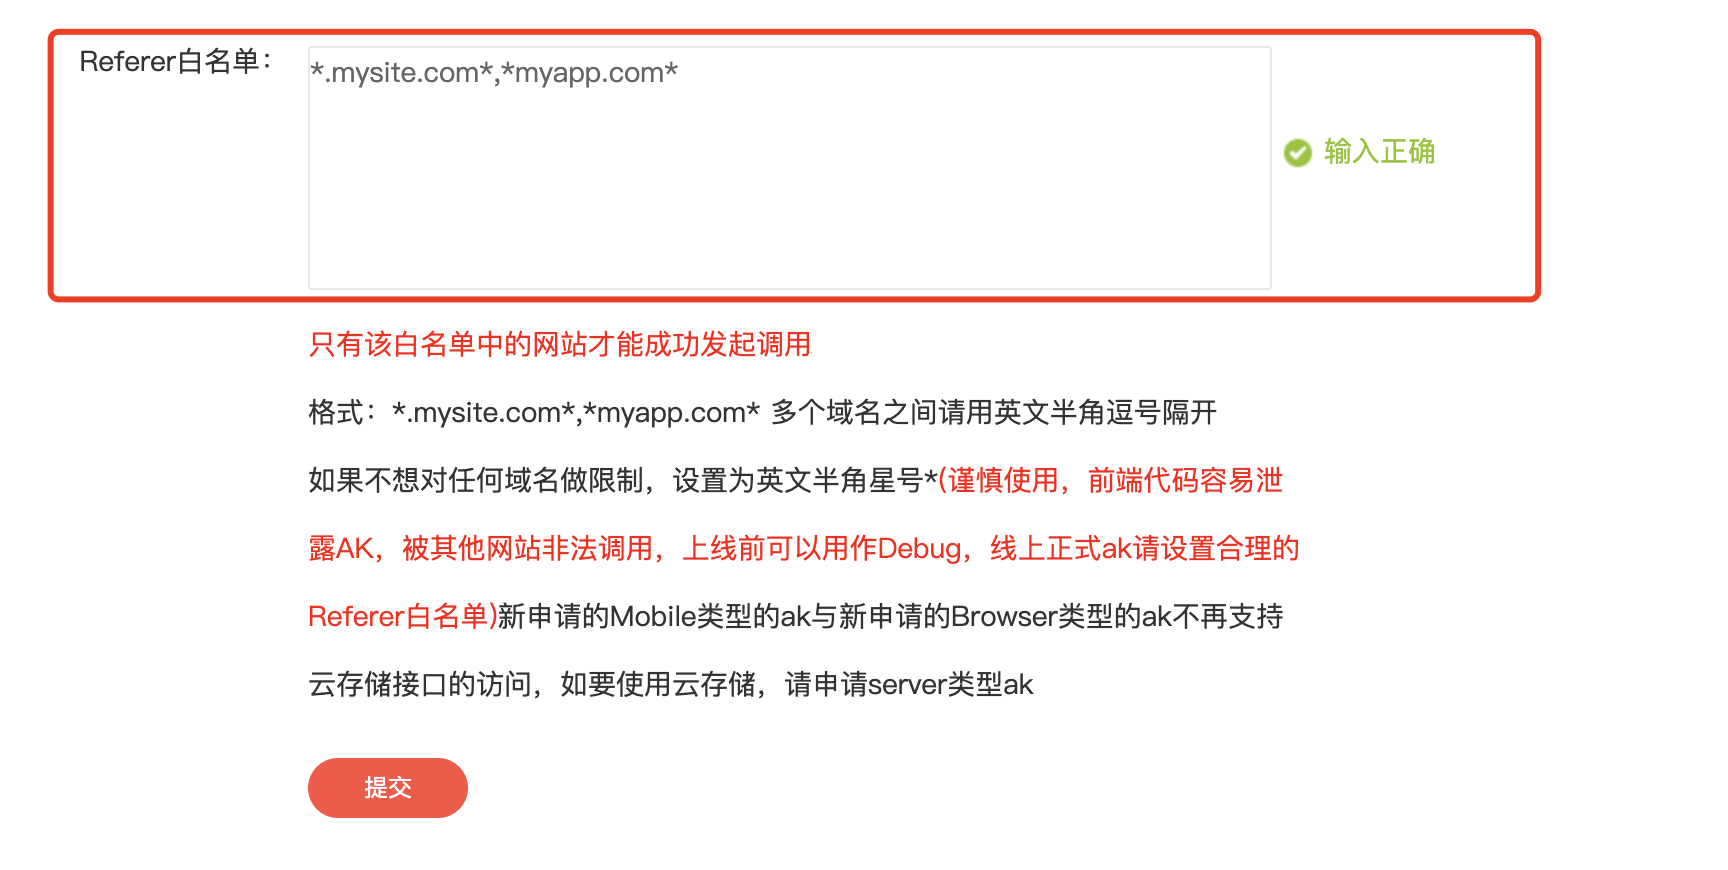 Referer白名单：
*.mysite.com*,*myapp.com*
输入正确
只有该白名单中的网站才能成功发起调用
格式：*.mysite.com*,*myapp.com* 多个域名之间请用英文半角逗号隔开
如果不想对任何域名做限制，设置为英文半角星号*(谨慎使用，前端代码容易泄
露AK，被其他网站非法调用，上线前可以用作Debug，线上正式ak请设置合理的
Referer白名单)新申请的Mobile类型的ak与新申请的Browser类型的ak不再支持
云存储接口的访问，如要使用云存储，请申请server类型ak
提交